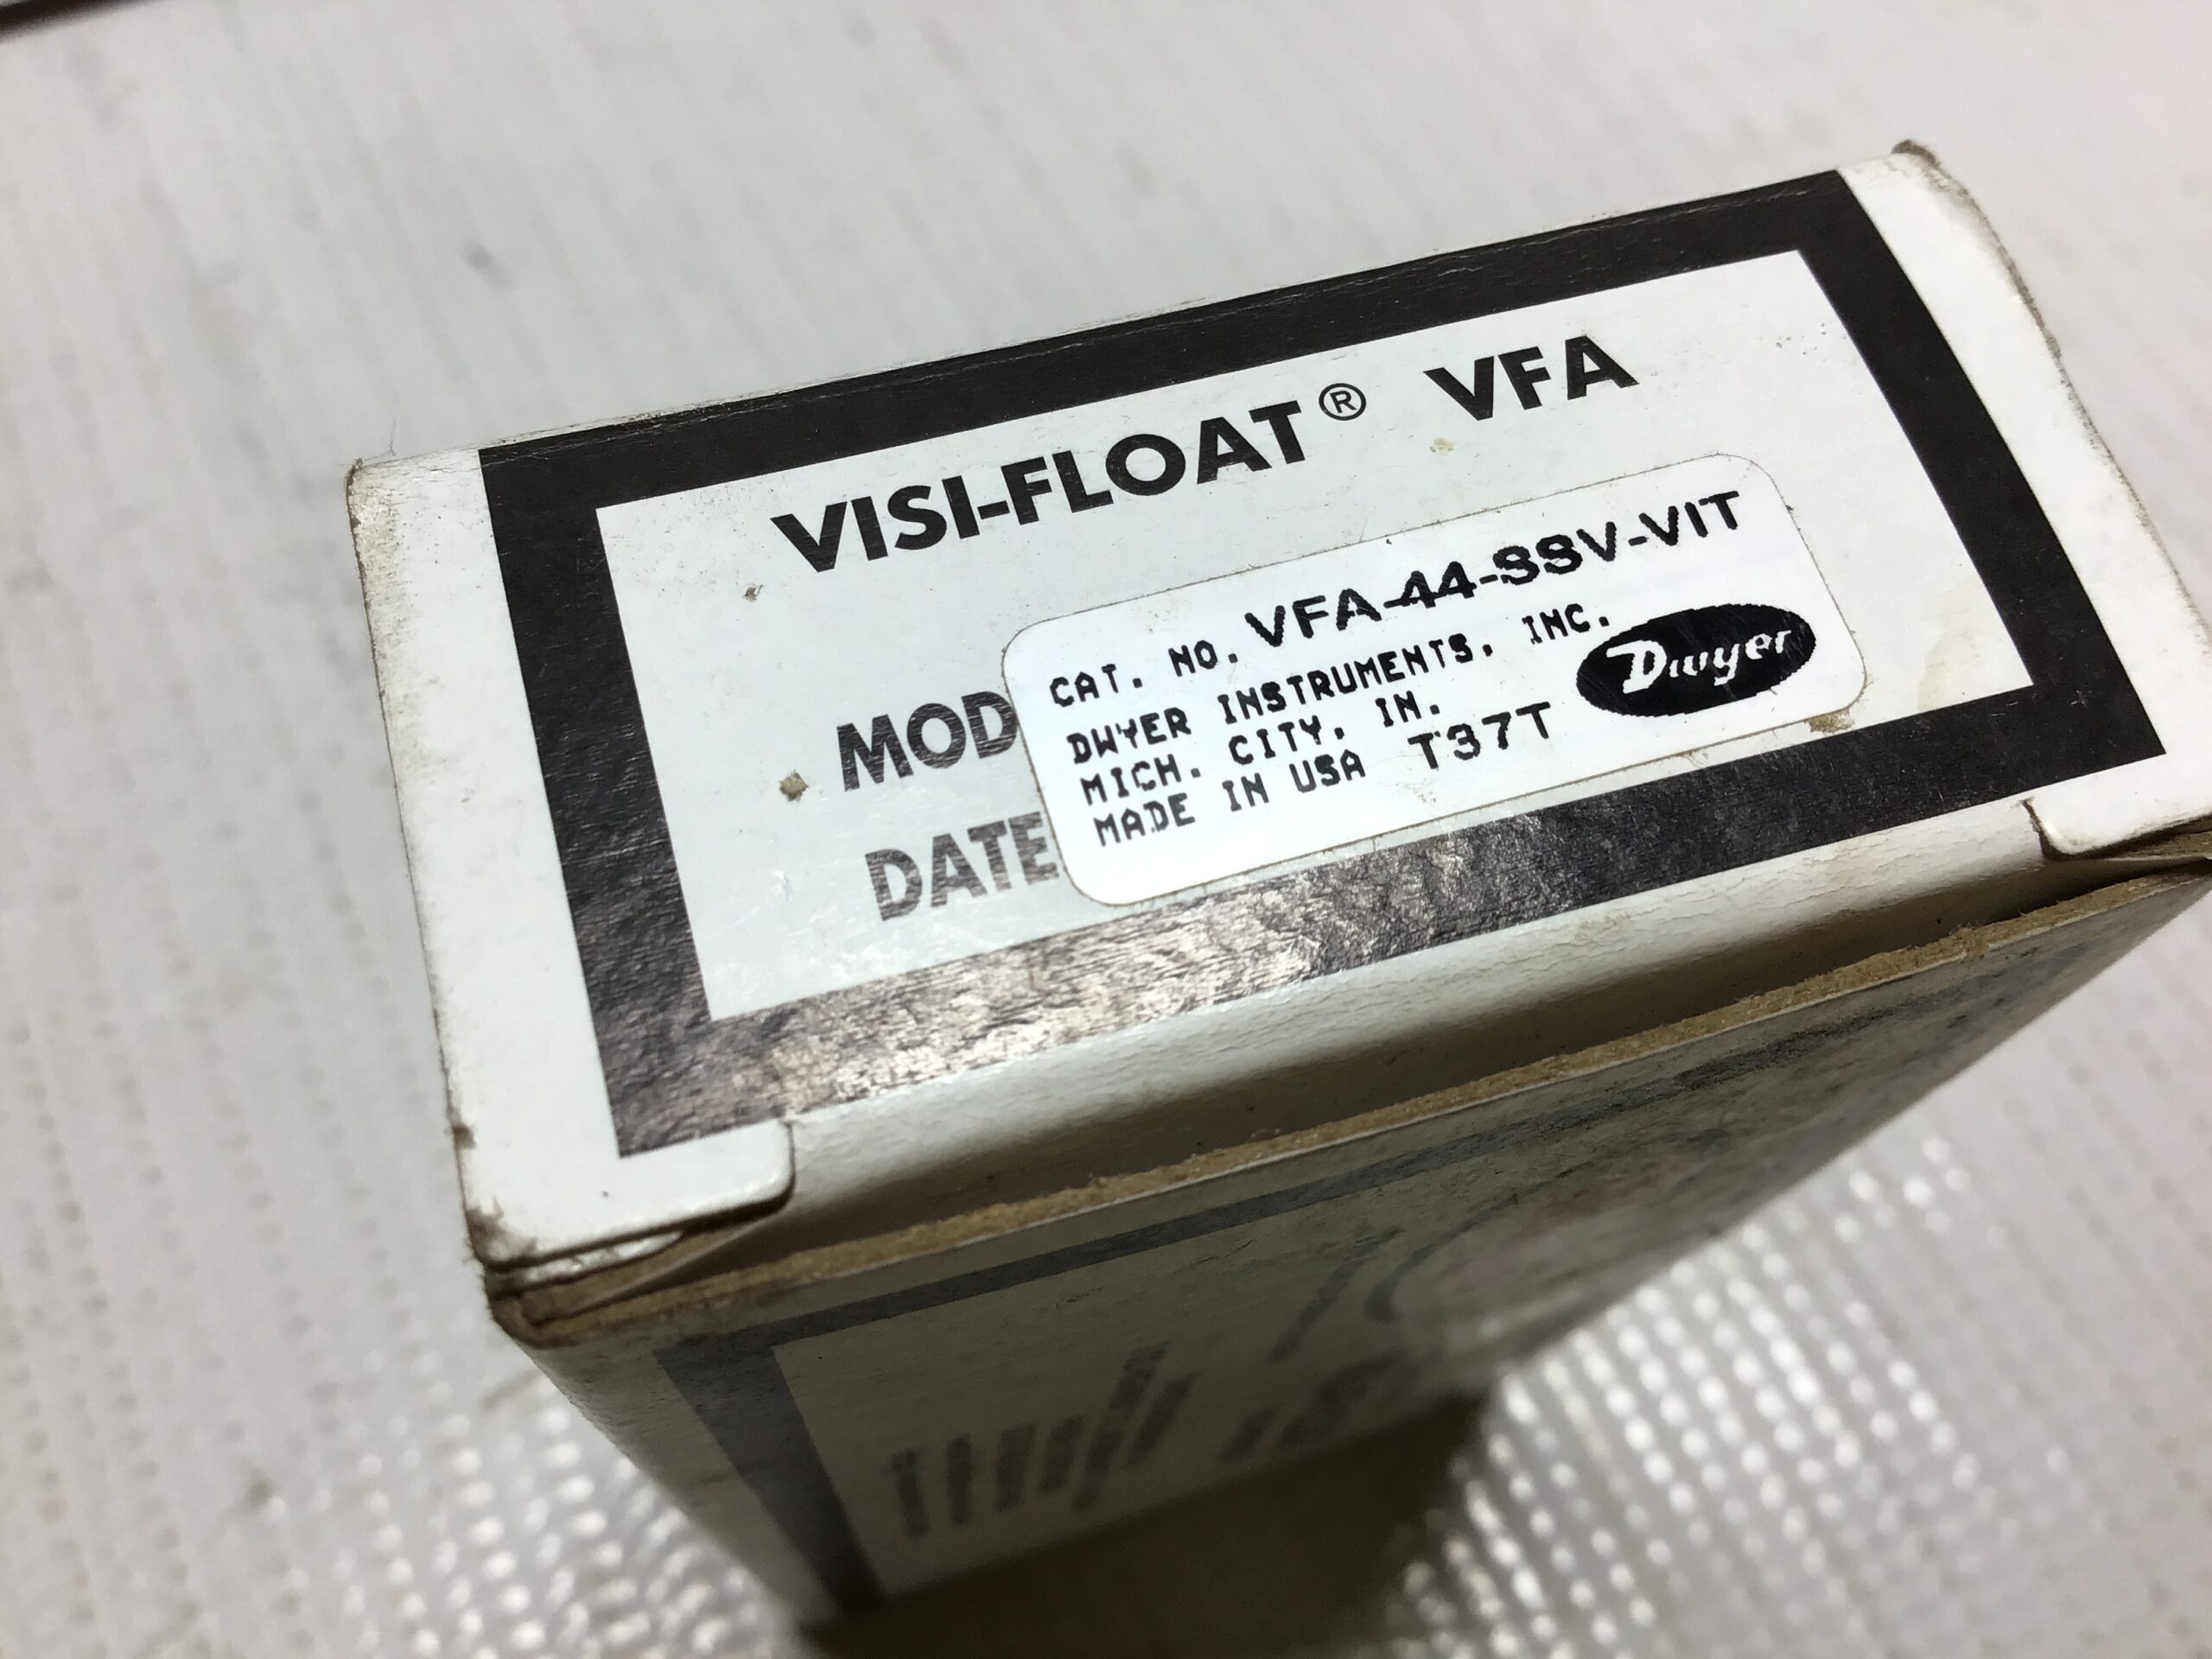 VISI-FLOAT® VFA
MOD
DATE
CAT. NO. VFA-44-SSV-VIT
DWYER INSTRUMENTS, INC.
MICH. CITY, IN.
MADE IN USA T37T
Dwyer